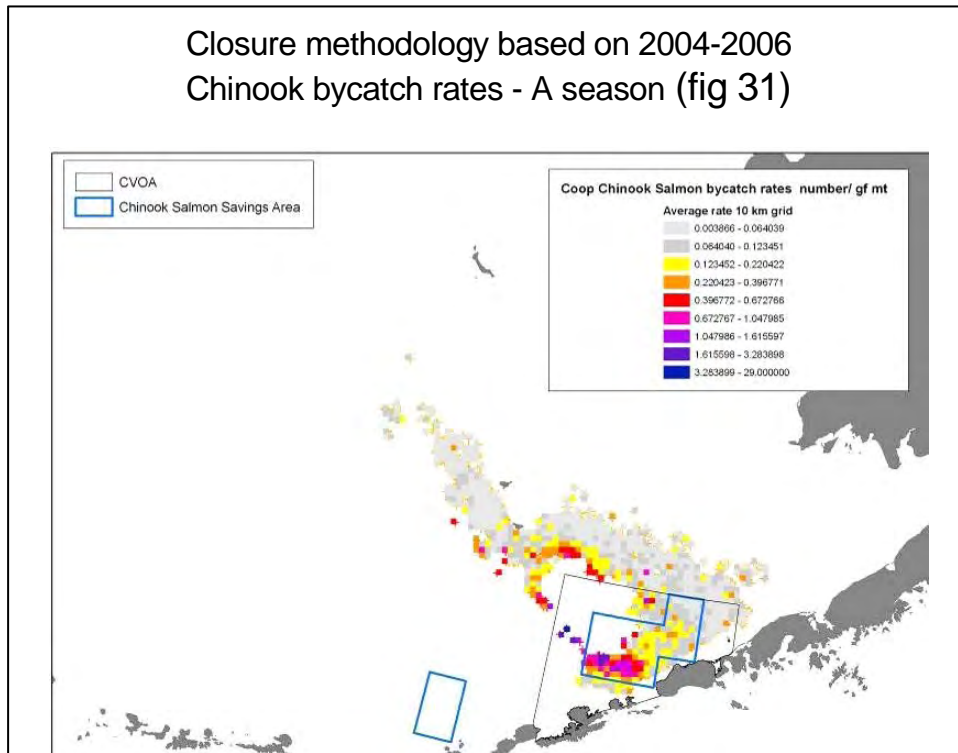 Closure methodology based on 2004-2006
Chinook bycatch rates - A season (fig 31)
CVOA
Chinook Salmon Savings Area
Coop Chinook Salmon bycatch rates number/ gf mt
Average rate 10 km grid
0.003866 - 0.064039
0.064040 - 0.123451
0.123452 - 0.220422
0.220423 - 0.396771
0.396772 - 0.672766
0.672767 - 1.047985
1.047986 - 1.615597
1.615598 - 3.283898
3.283899 - 29.000000